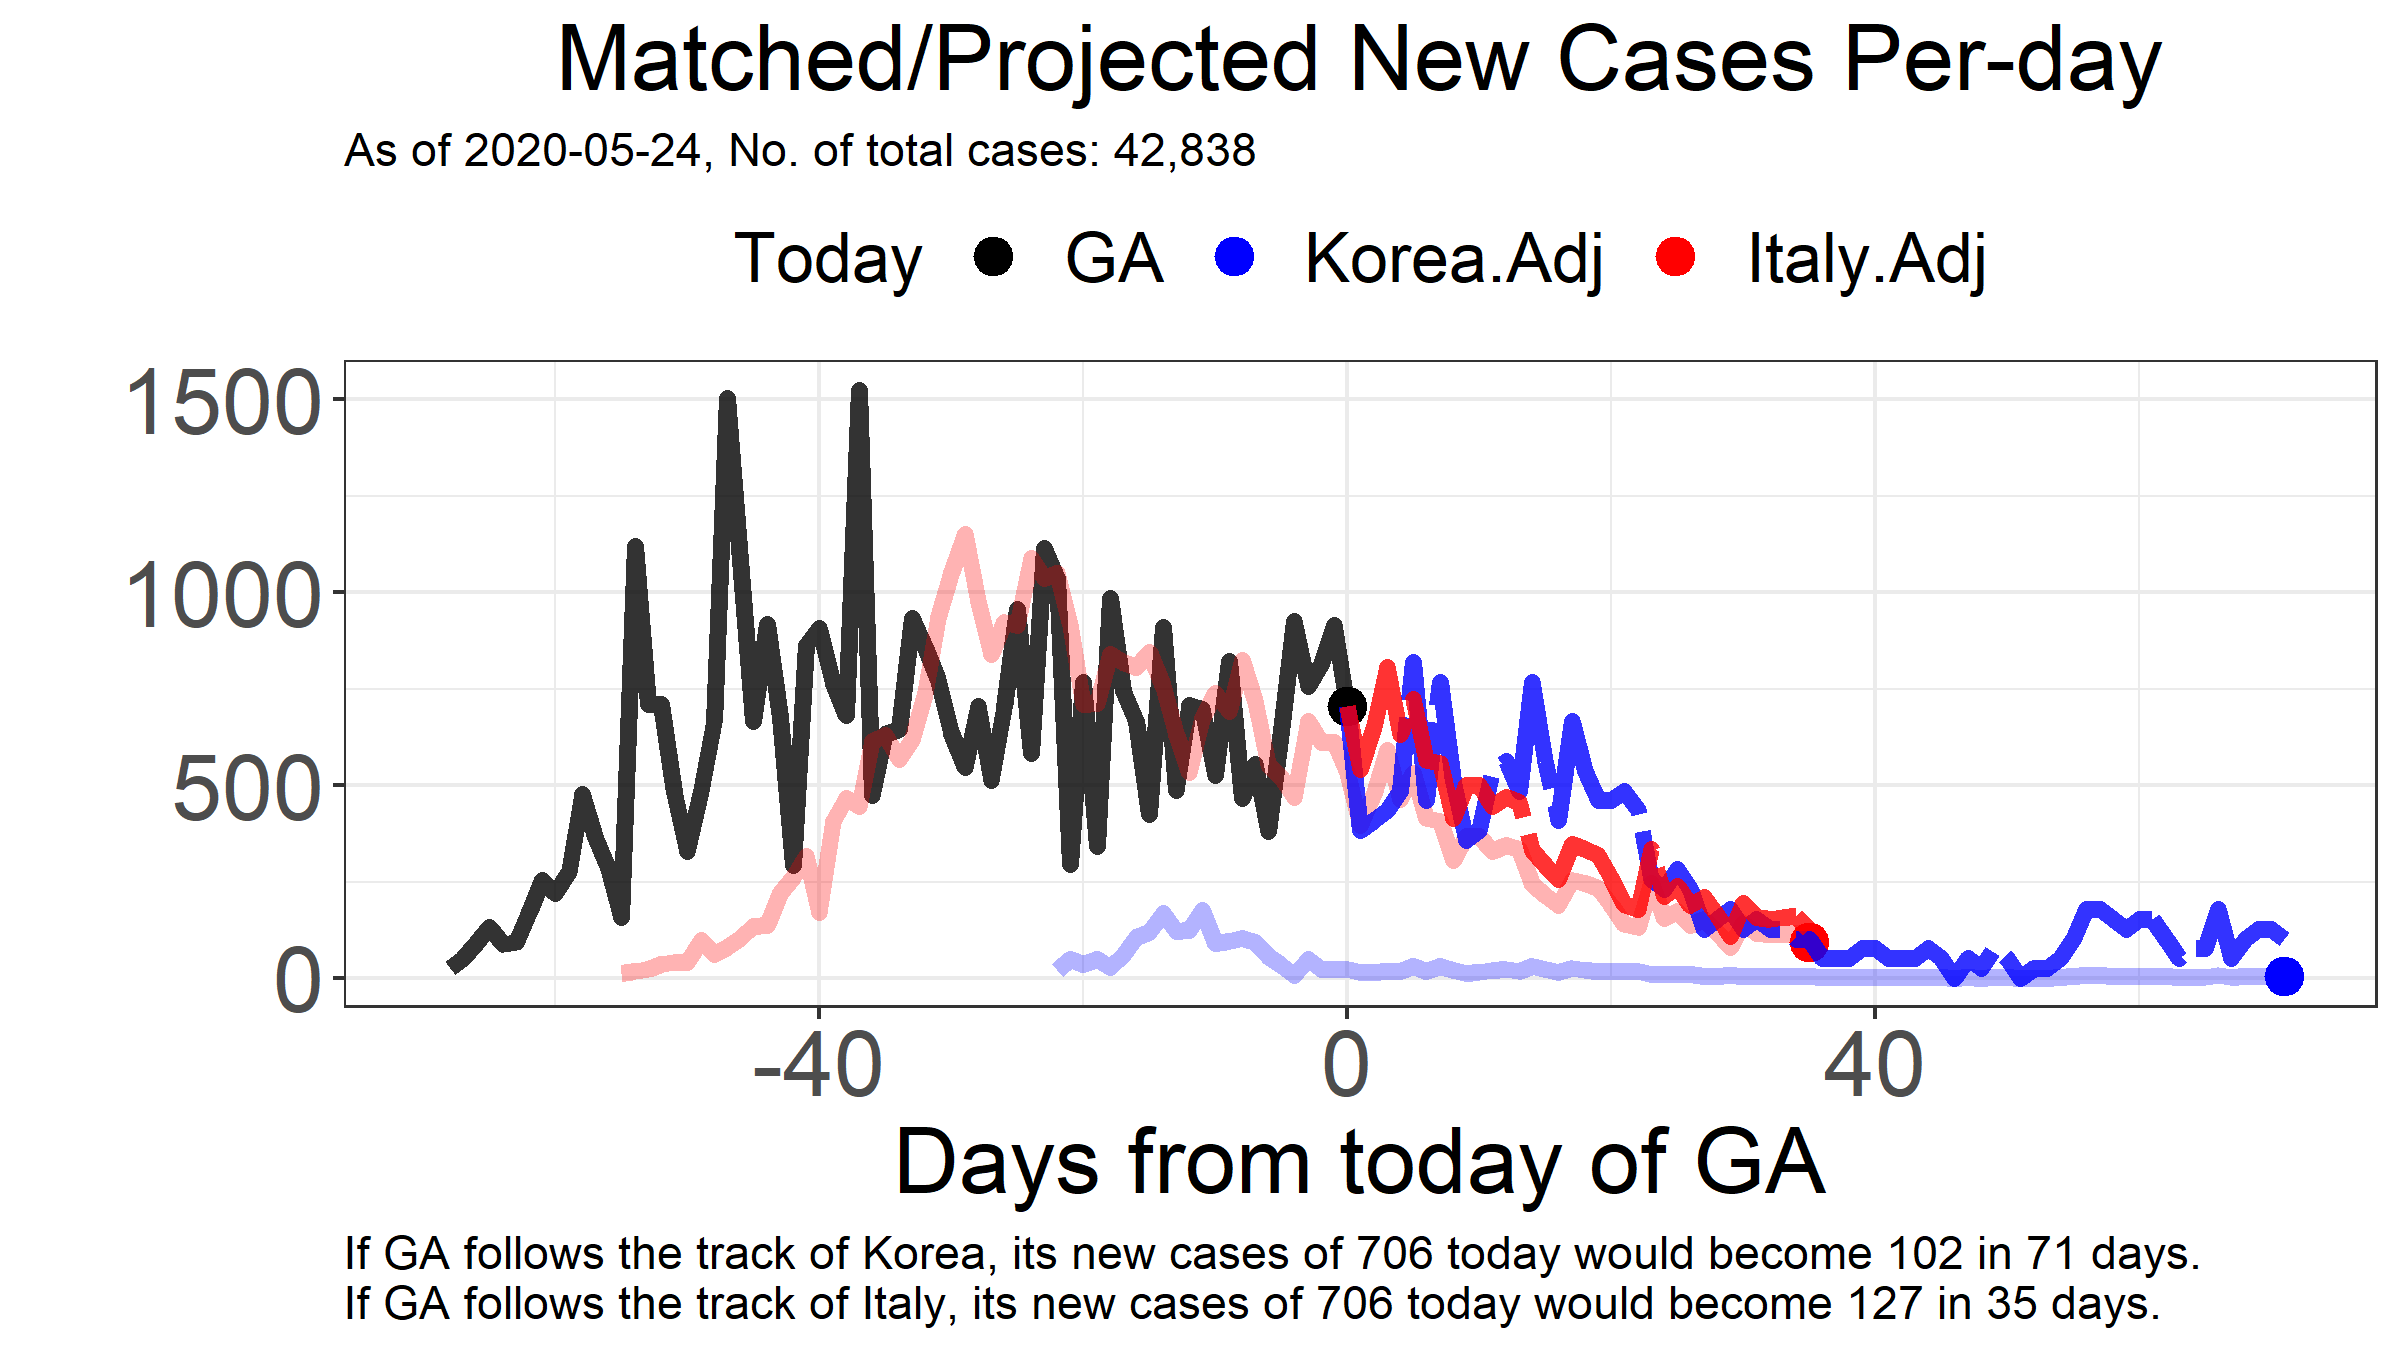 Matched/Projected New Cases Per-day
As of 2020-05-24, No. of total cases: 42,838
Today GA Korea.Adj Italy.Adj
1500
1000
500
0
-40 0 40
Days from today of GA
If GA follows the track of Korea, its new cases of 706 today would become 102 in 71 days.
If GA follows the track of Italy, its new cases of 706 today would become 127 in 35 days.